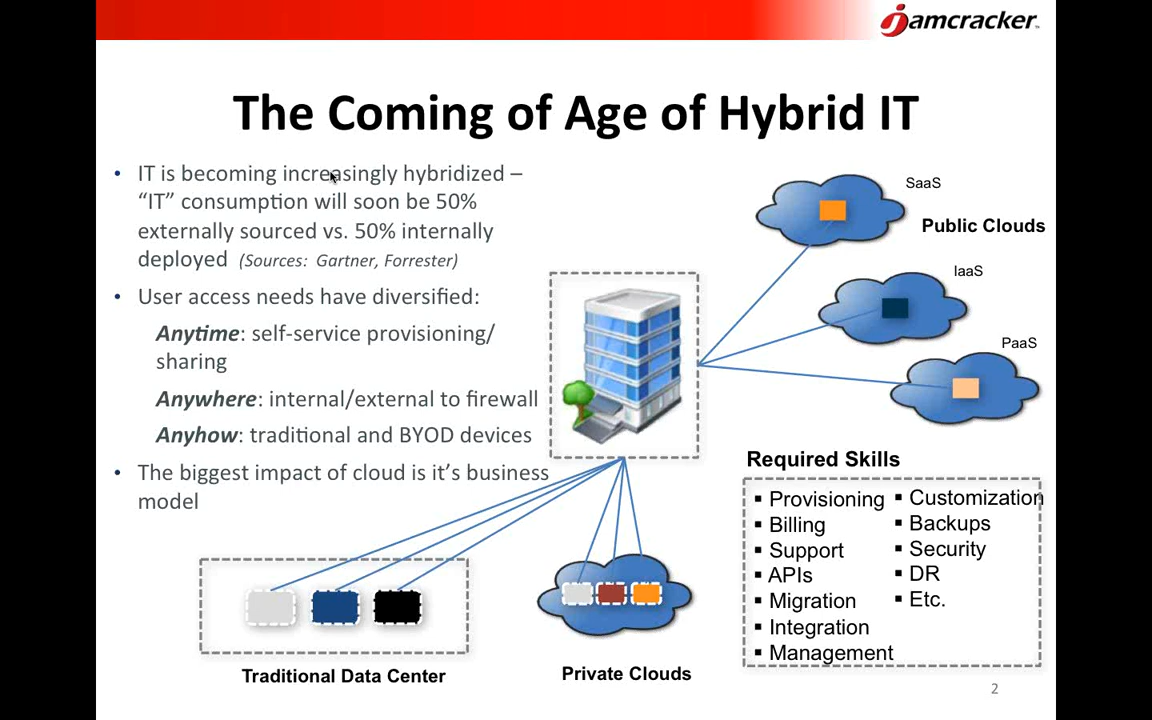 jamcracker™
The Coming of Age of Hybrid IT
• IT is becoming increasingly hybridized –
“IT” consumption will soon be 50%
externally sourced vs. 50% internally
deployed (Sources: Gartner, Forrester)
• User access needs have diversified:
Anytime: self-service provisioning/
sharing
Anywhere: internal/external to firewall
Anyhow: traditional and BYOD devices
• The biggest impact of cloud is it’s business
model
SaaS
Public Clouds
IaaS
PaaS
Required Skills
▪ Provisioning
▪ Billing
▪ Support
▪ APIs
▪ Migration
▪ Integration
▪ Management
▪ Customization
▪ Backups
▪ Security
▪ DR
▪ Etc.
Traditional Data Center
Private Clouds
2